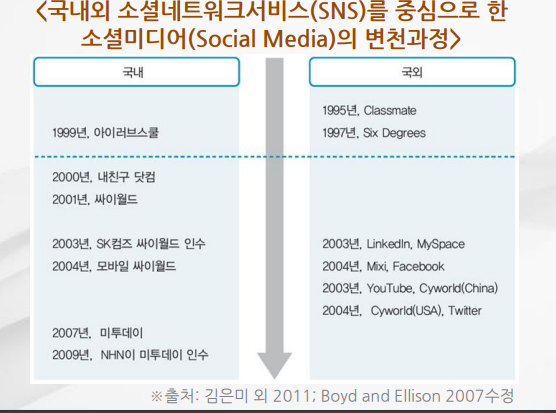 <국내외 소셜네트워크서비스(SNS)를 중심으로 한
소셜미디어(Social Media)의 변천과정>
국내
1999년, 아이러브스쿨
2000년, 내친구 닷컴
2001년, 싸이월드
2003년, SK컴즈 싸이월드 인수
2004년, 모바일 싸이월드
2007년, 미투데이
2009년, NHN이 미투데이 인수
국외
1995년, Classmate
1997년, Six Degrees
2003년, LinkedIn, MySpace
2004년, Mixi, Facebook
2003년, YouTube, Cyworld(China)
2004년, Cyworld(USA), Twitter
※출처: 김은미 외 2011; Boyd and Ellison 2007수정